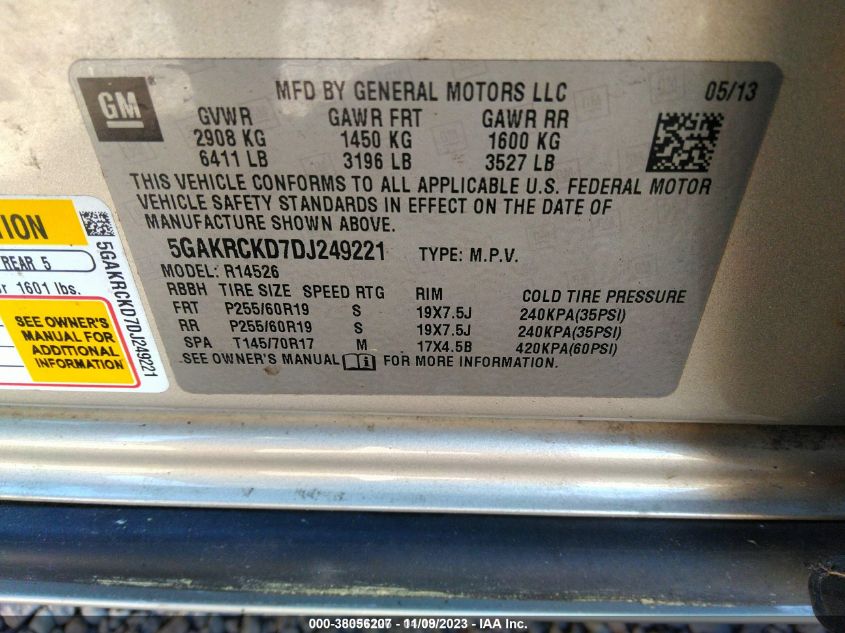 GM
MFD BY GENERAL MOTORS LLC
05/13
GVWR GAWR FRT GAWR RR
2908 KG 1450 KG 1600 KG
6411 LB 3196 LB 3527 LB
THIS VEHICLE CONFORMS TO ALL APPLICABLE U.S. FEDERAL MOTOR
VEHICLE SAFETY STANDARDS IN EFFECT ON THE DATE OF
MANUFACTURE SHOWN ABOVE.
5GAKRCKD7DJ249221 TYPE: M.P.V.
MODEL: R14526
RBBH TIRE SIZE SPEED RTG RIM COLD TIRE PRESSURE
FRT P255/60R19 S 19X7.5J 240KPA(35PSI)
RR P255/60R19 S 19X7.5J 240KPA(35PSI)
SPA T145/70R17 M 17X4.5B 420KPA(60PSI)
SEE OWNER'S MANUAL i FOR MORE INFORMATION.
REAR 5
1601 lbs.
SEE OWNER'S
MANUAL FOR
ADDITIONAL
INFORMATION
5GAKRCKD7DJ249221
000-38056207 - 11/09/2023 - IAA Inc.